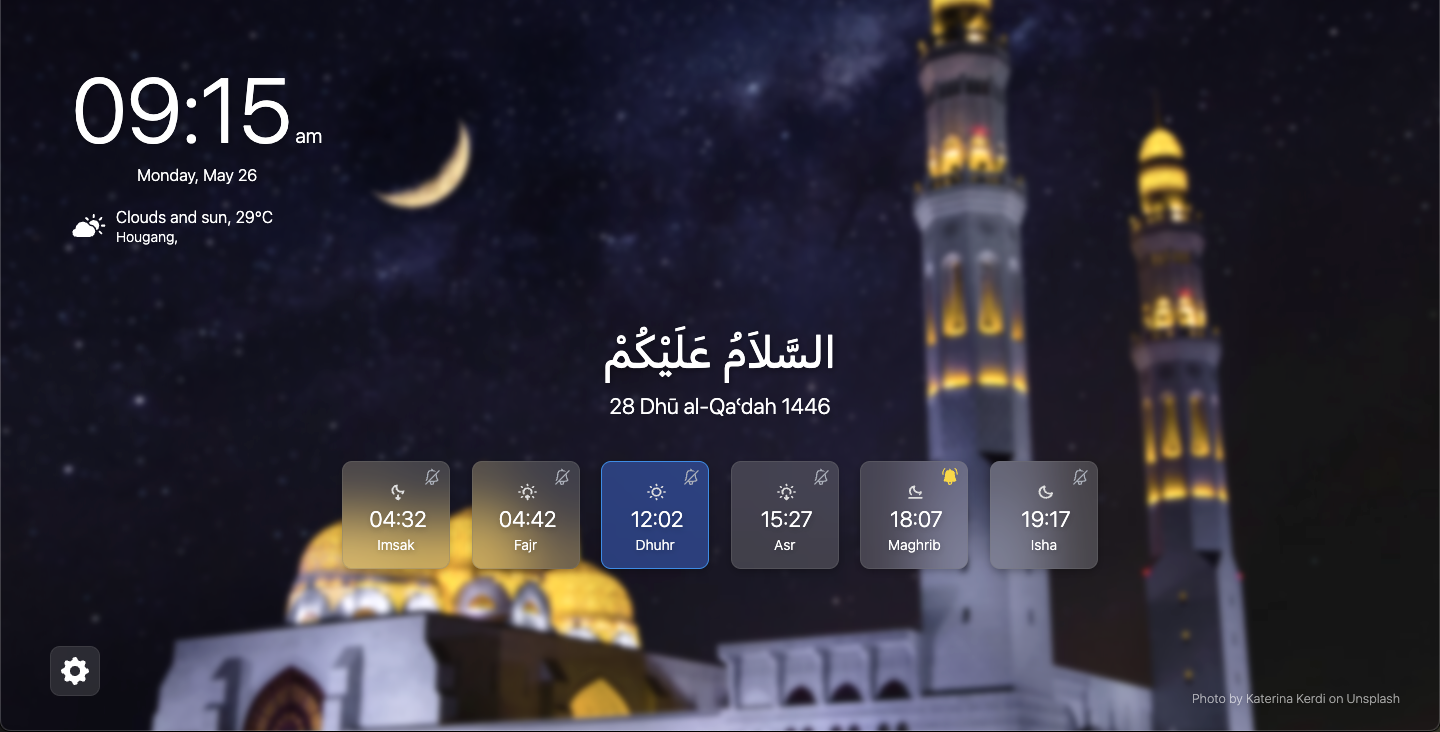 09:15 am
Monday, May 26
Clouds and sun, 29°C
Hougang,
السَّلاَمُ عَلَيْكُمْ
28 Dhū al-Qaʿdah 1446
04:32
Imsak
04:42
Fajr
12:02
Dhuhr
15:27
Asr
18:07
Maghrib
19:17
Isha
Photo by Katerina Kerdi on Unsplash